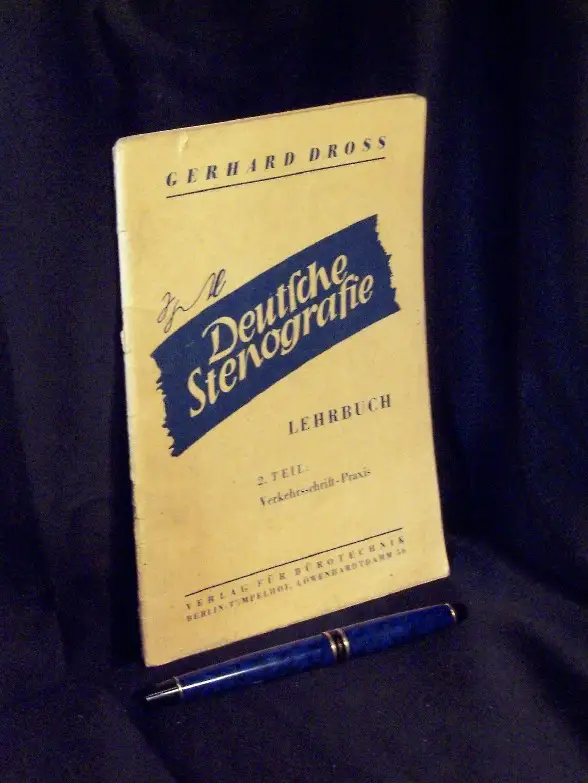 GERHARD DROSS
Deutſche
Stenografie
LEHRBUCH
2. TEIL:
Verkehrsschrift-Praxis
VERLAG FÜR BÜROTECHNIK
BERLIN TEMPELHOF, LÖWENHARDTDAMM 56